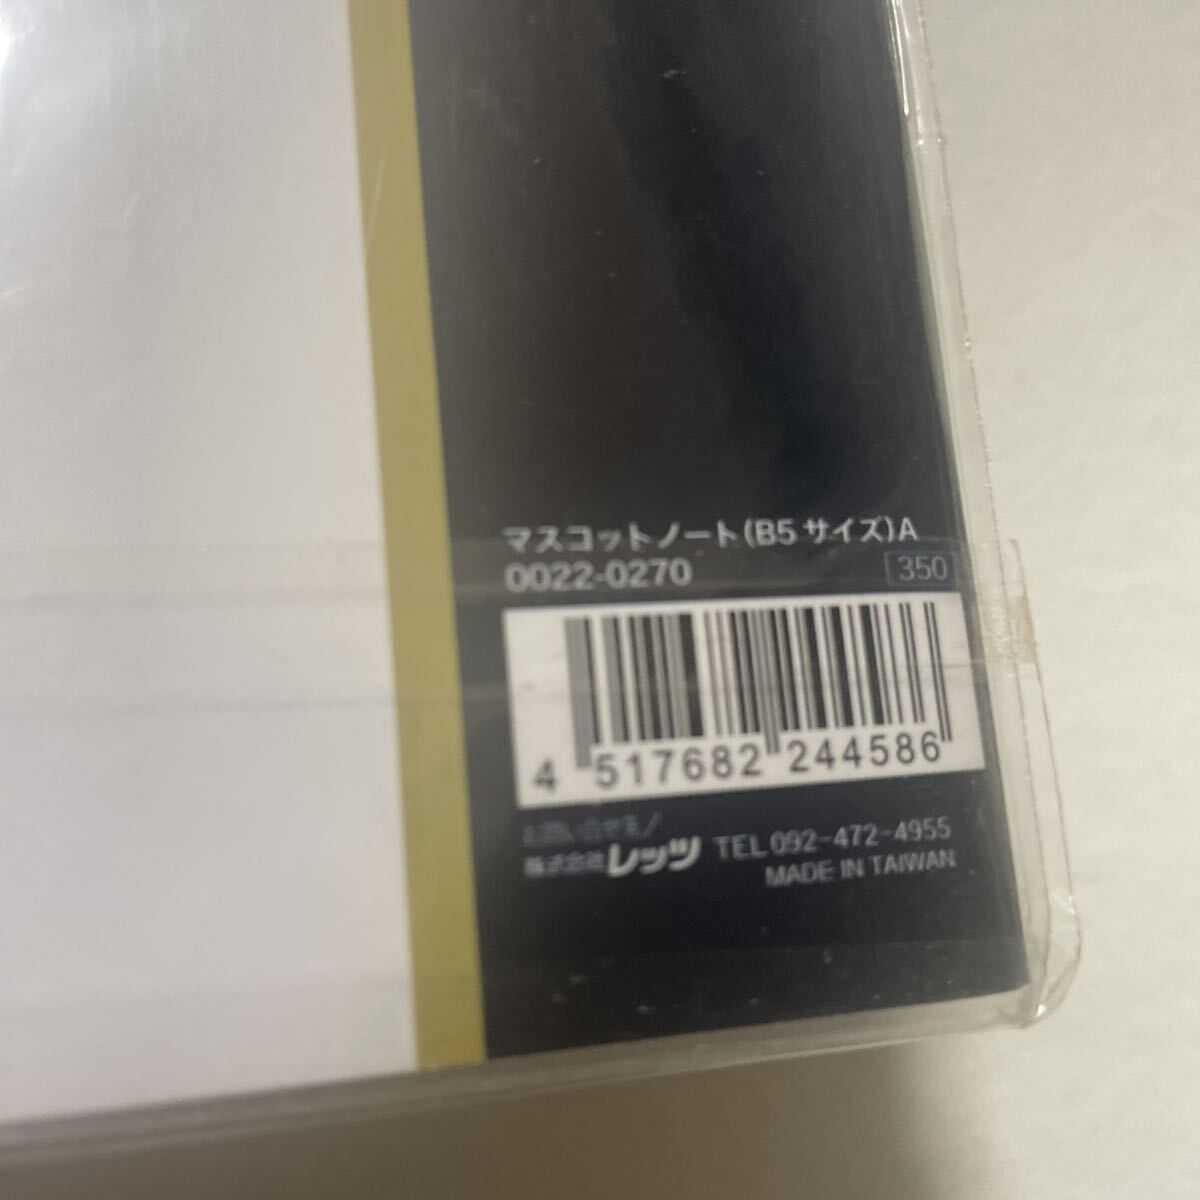 マスコットノート(B5サイズ)A
0022-0270 350
4 517682 244586
お問い合せ先/
株式会社レッツ TEL 092-472-4955
MADE IN TAIWAN